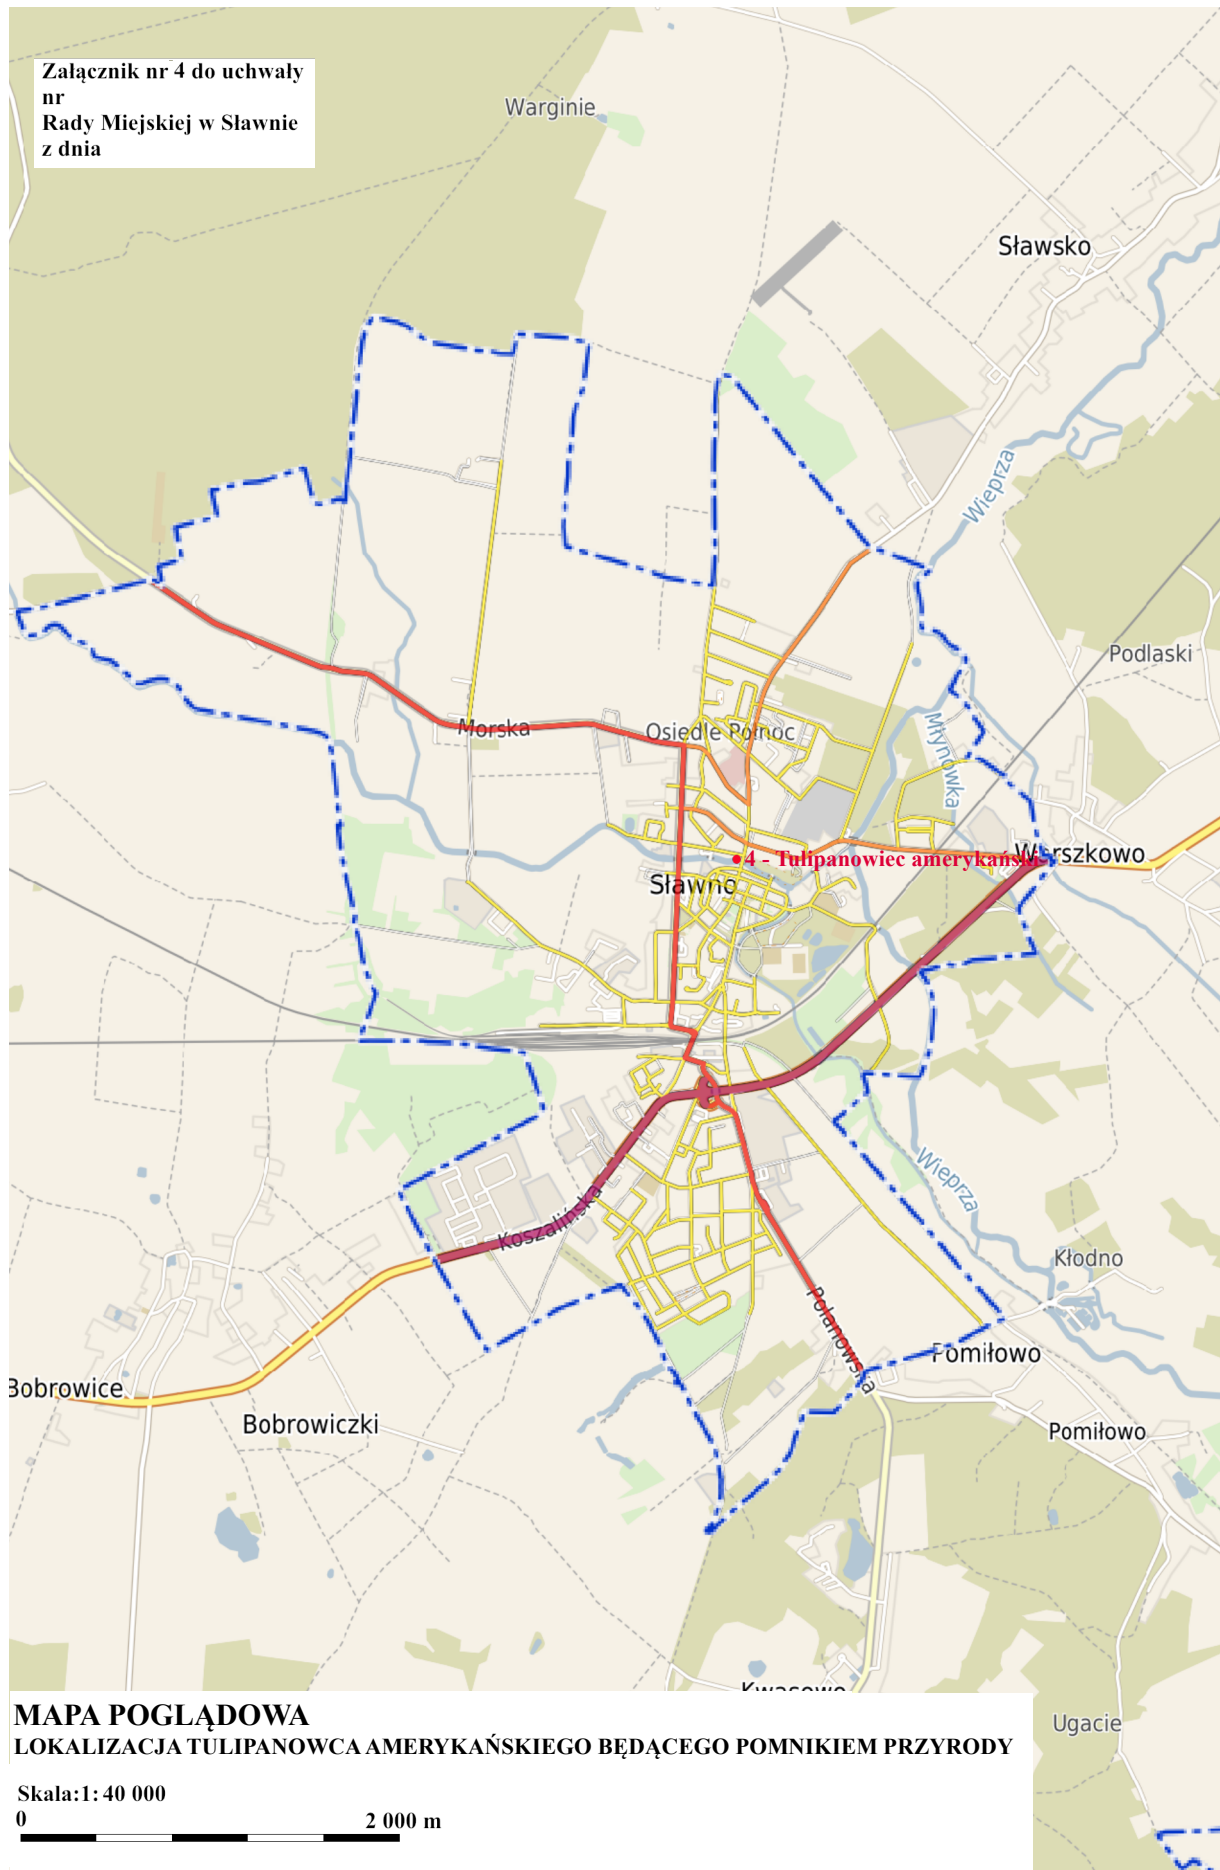 Załącznik nr 4 do uchwały
nr
Rady Miejskiej w Sławnie
z dnia
Warginie
Sławsko
Wieprza
Podlaski
Młynówka
Morska
Osiedle Północ
4 - Tulipanowiec amerykański
Warszkowo
Sławno
Wieprza
Koszalińska
Kłodno
Polanowska
Pomiłowo
Bobrowice
Bobrowiczki
Pomiłowo
Kwasowo
Ugacie
MAPA POGLĄDOWA
LOKALIZACJA TULIPANOWCA AMERYKAŃSKIEGO BĘDĄCEGO POMNIKIEM PRZYRODY
Skala:1: 40 000
0 2 000 m